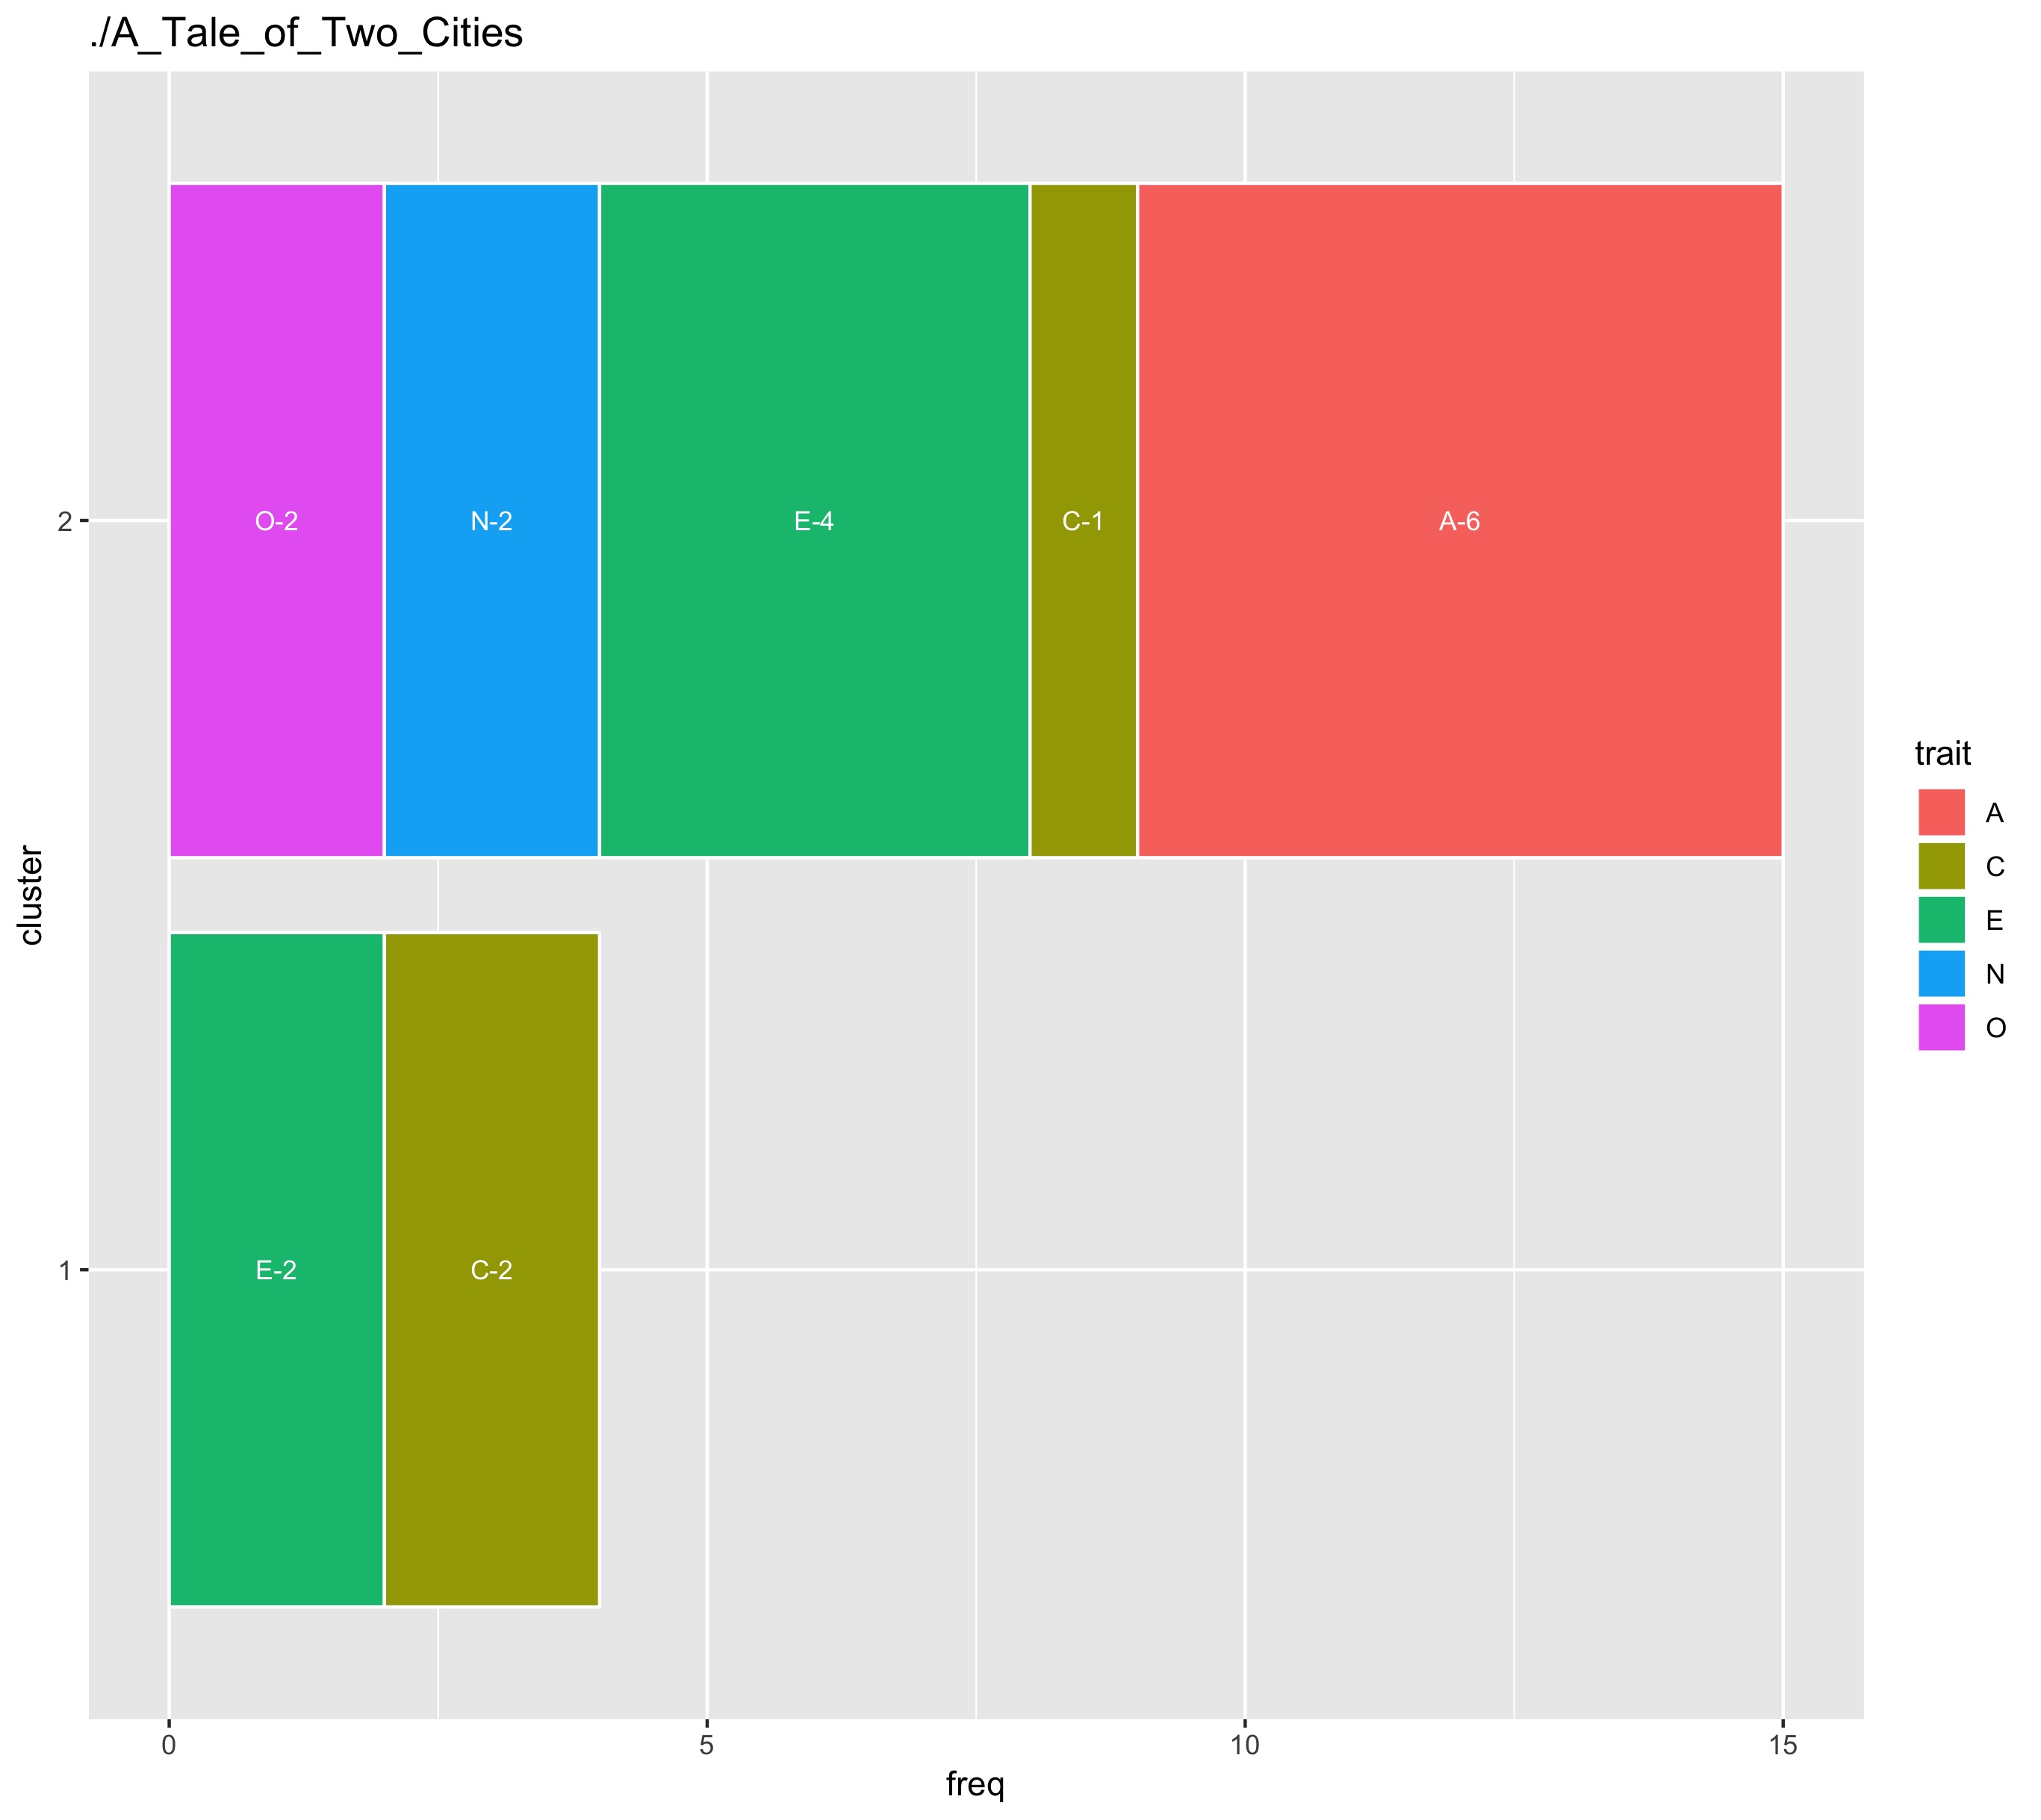 ./A_Tale_of_Two_Cities
cluster
2
O-2 N-2 E-4 C-1 A-6
1
E-2 C-2
0 5 10 15
freq
trait
A
C
E
N
O